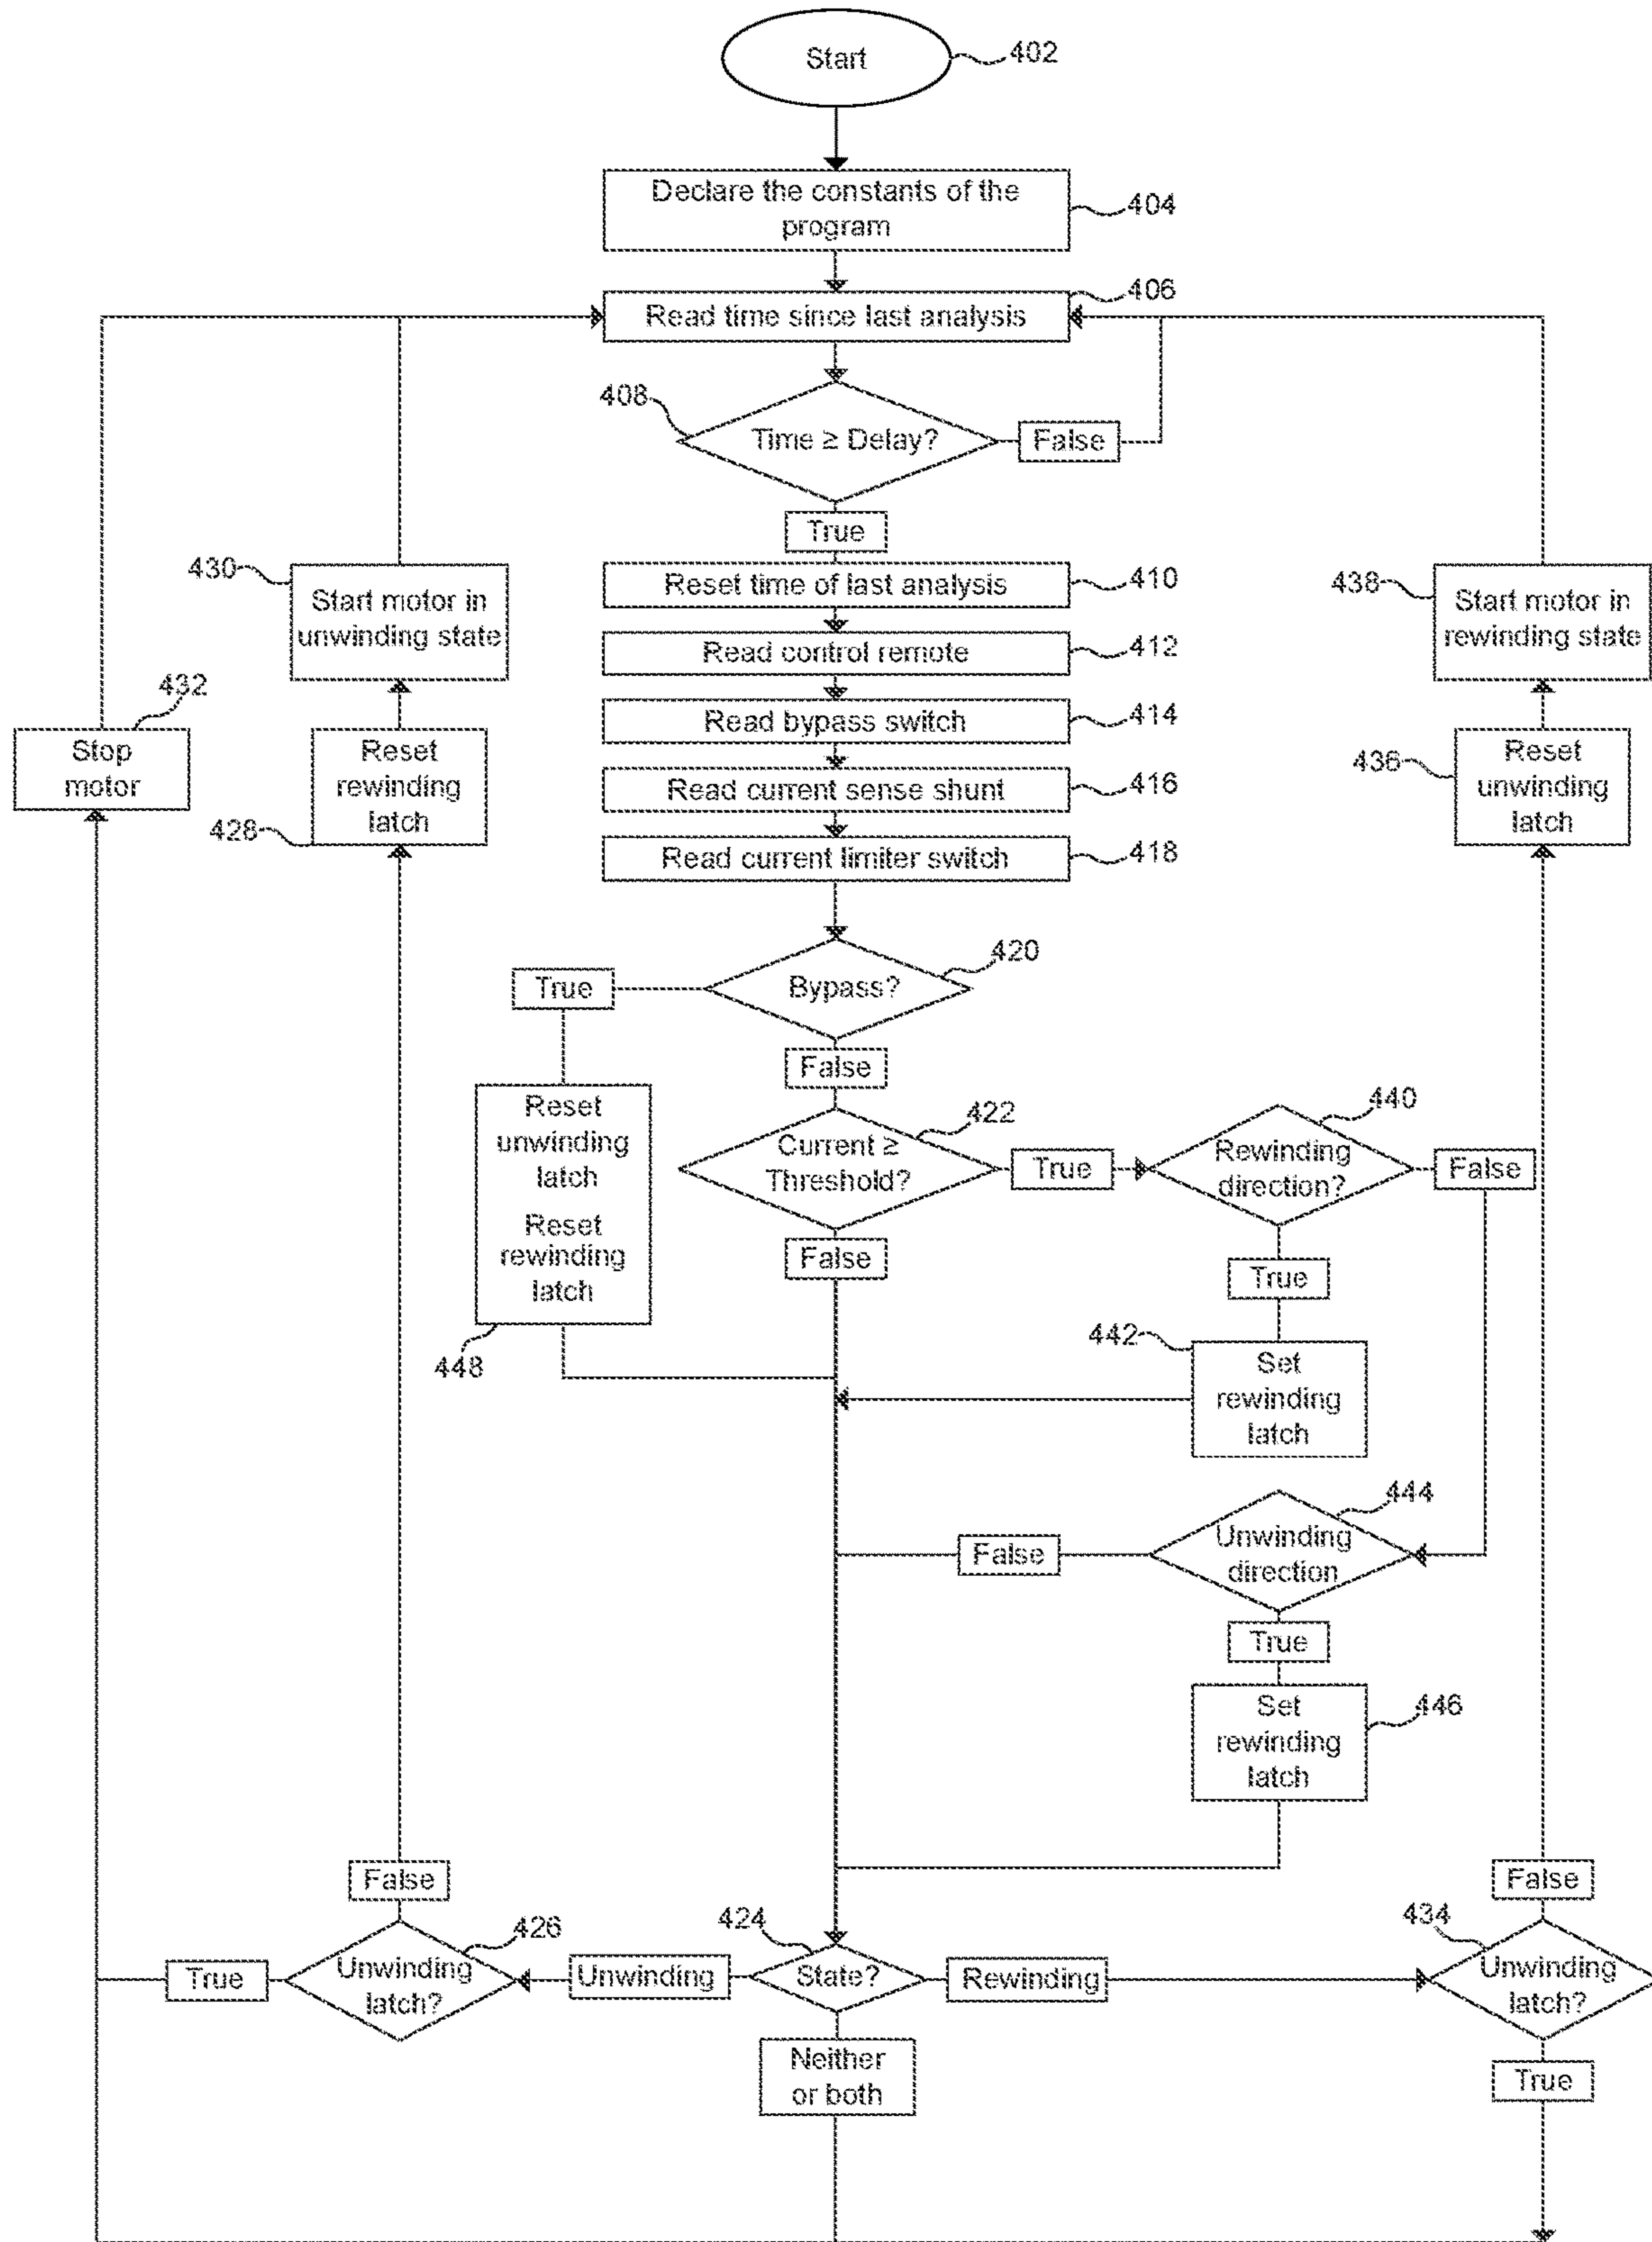 Start
402
Declare the constants of the
program
404
406
Read time since last analysis
408
Time ≥ Delay?
False
True
Reset time of last analysis
410
Read control remote
412
Read bypass switch
414
Read current sense shunt
416
Read current limiter switch
418
430
Start motor in
unwinding state
432
Stop
motor
Reset
rewinding
latch
428
438
Start motor in
rewinding state
436
Reset
unwinding
latch
420
Bypass?
True
False
Reset
unwinding
latch
Reset
rewinding
latch
448
422
Current ≥
Threshold?
True
False
440
Rewinding
direction?
False
True
442
Set
rewinding
latch
444
Unwinding
direction
False
True
Set
rewinding
latch
446
False
426
Unwinding
latch?
True
Unwinding
424
State?
Rewinding
Neither
or both
False
434
Unwinding
latch?
True